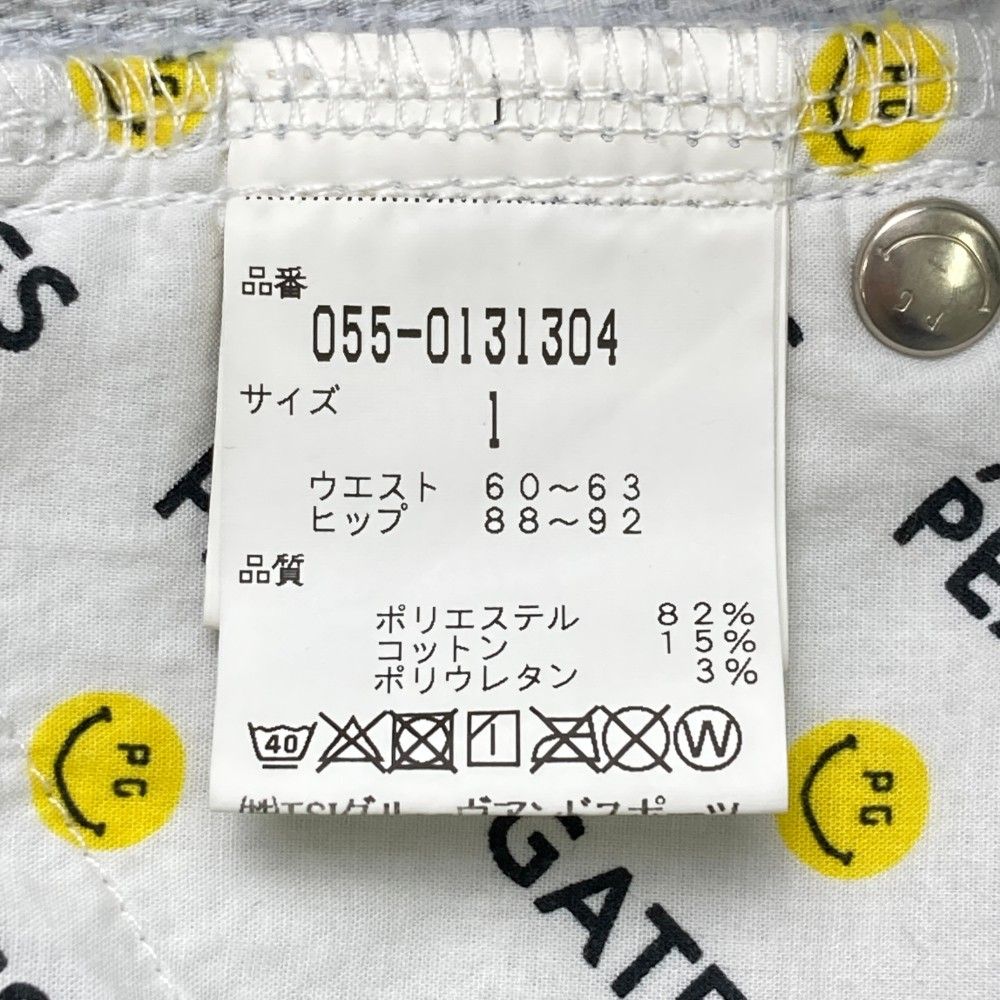 品番
055-0131304
サイズ
1
ウエスト 60~63
ヒップ 88~92
品質
ポリエステル 82%
コットン 15%
ポリウレタン 3%
40
W
PG
PG
PG
PG
PG